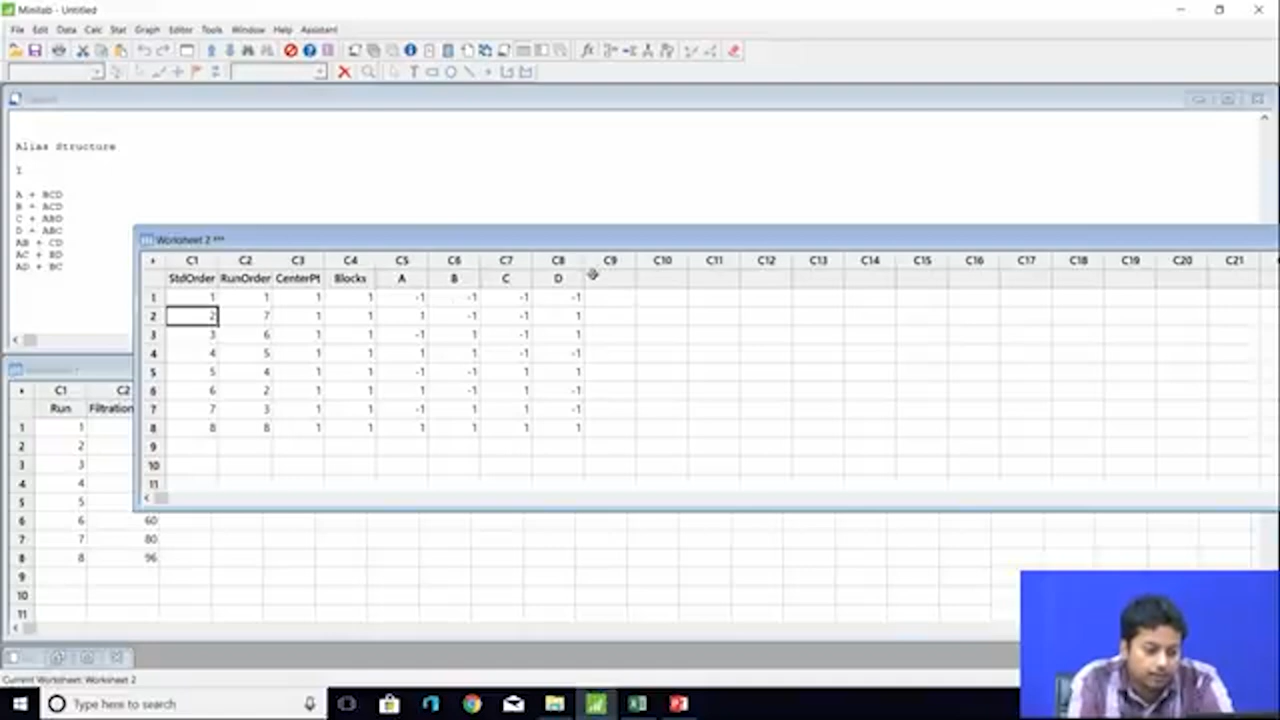 Minitab - Untitled
File Edit Data Calc Stat Graph Editor Tools Window Help Assistant
Alias Structure
I
A + BCD
B + ACD
C + ABD
D + ABC
AB + CD
AC + BD
AD + BC
Worksheet 2 ***
C1 C2 C3 C4 C5 C6 C7 C8 C9 C10 C11 C12 C13 C14 C15 C16 C17 C18 C19 C20 C21
StdOrder RunOrder CenterPt Blocks A B C D
1 1 1 1 1 -1 -1 -1 -1
2 2 7 1 1 1 -1 -1 1
3 3 6 1 1 -1 1 -1 1
4 4 5 1 1 1 1 -1 -1
5 5 4 1 1 -1 -1 1 1
6 6 2 1 1 1 -1 1 -1
7 7 3 1 1 -1 1 1 -1
8 8 8 1 1 1 1 1 1
9
10
11
C1 C2
Run Filtration
1 1
2 2
3 3
4 4
5 5
6 6 60
7 7 80
8 8 96
9
10
11
Current Worksheet: Worksheet 2
Type here to search